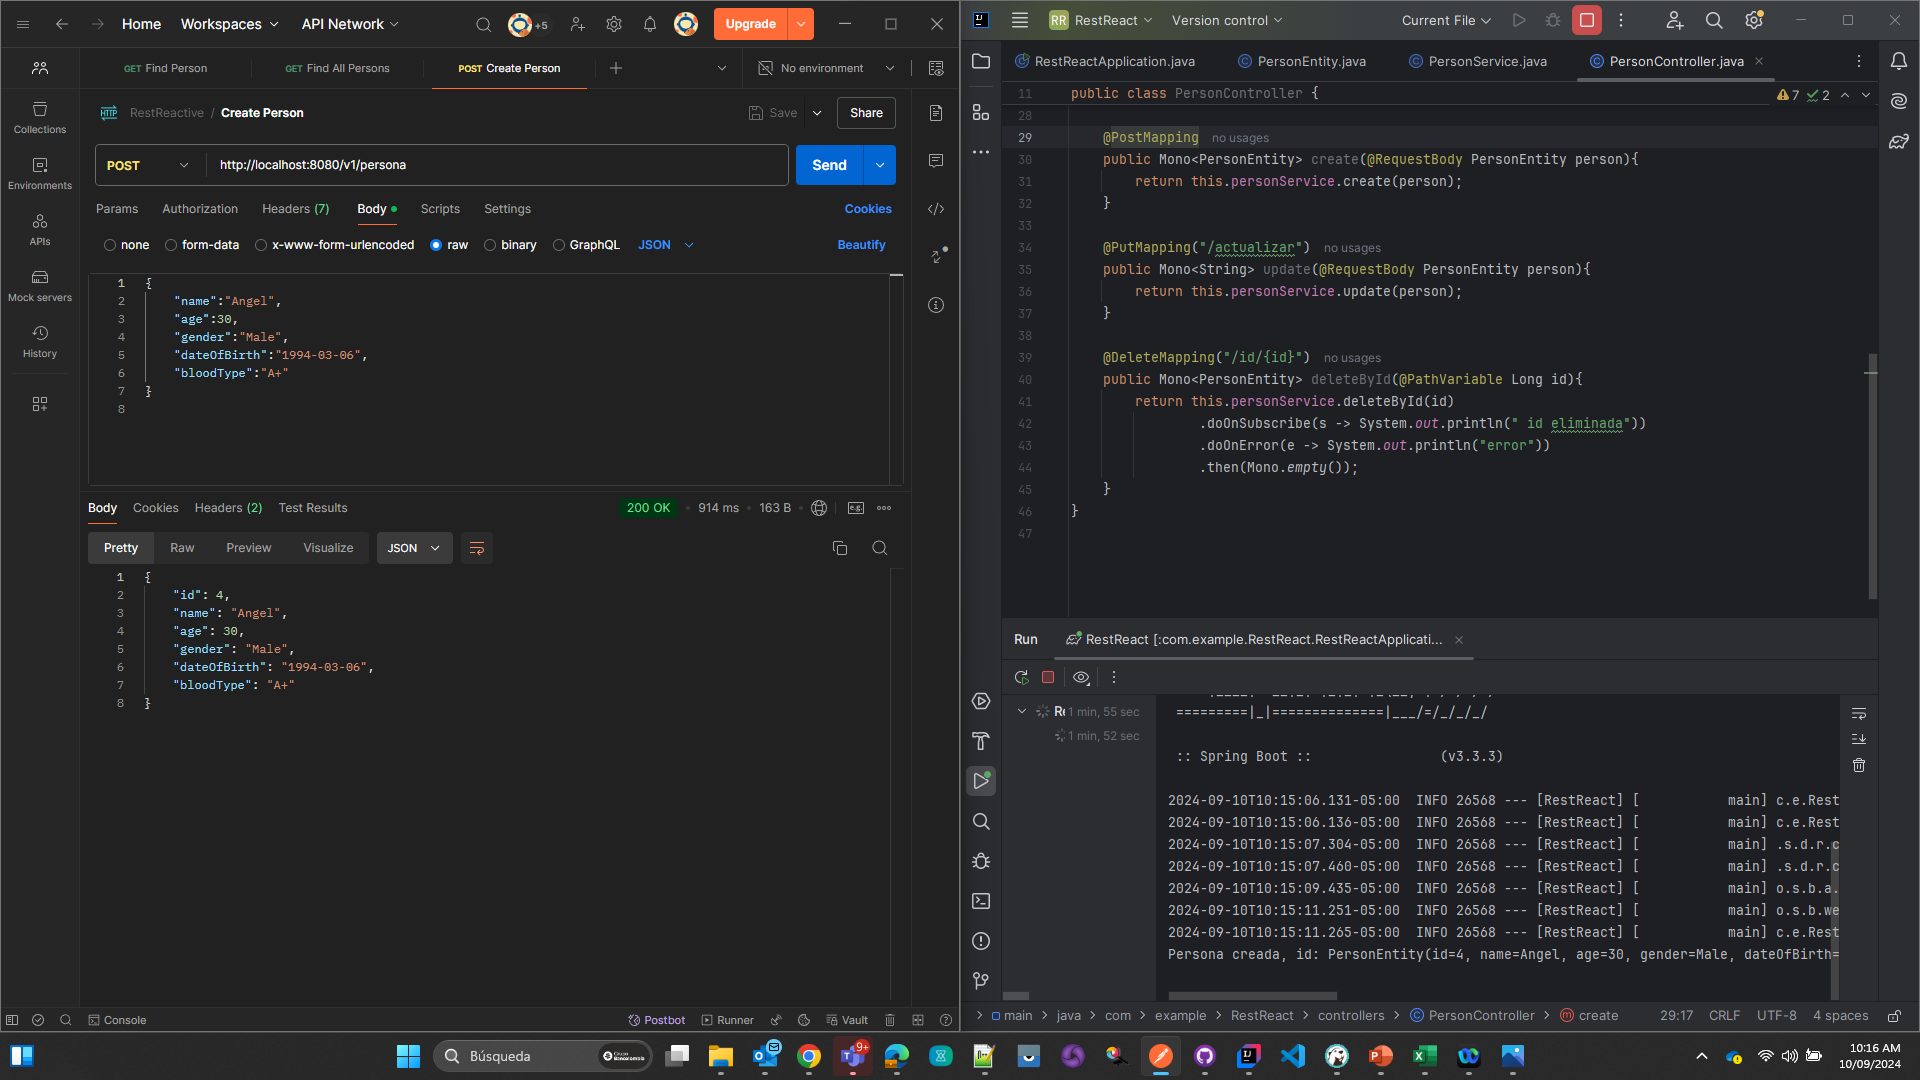 Home Workspaces API Network +5 Upgrade
GET Find Person GET Find All Persons POST Create Person No environment
HTTP RestReactive / Create Person Save Share
POST http://localhost:8080/v1/persona Send
Params Authorization Headers (7) Body Scripts Settings Cookies
none form-data x-www-form-urlencoded raw binary GraphQL JSON Beautify
Collections
Environments
APIs
Mock servers
History
1 {
2 "name":"Angel",
3 "age":30,
4 "gender":"Male",
5 "dateOfBirth":"1994-03-06",
6 "bloodType":"A+"
7 }
8
Body Cookies Headers (2) Test Results 200 OK 914 ms 163 B e.g.
Pretty Raw Preview Visualize JSON
1 {
2 "id": 4,
3 "name": "Angel",
4 "age": 30,
5 "gender": "Male",
6 "dateOfBirth": "1994-03-06",
7 "bloodType": "A+"
8 }
Console Postbot Runner Vault
RR RestReact Version control Current File
RestReactApplication.java PersonEntity.java PersonService.java PersonController.java
11 public class PersonController { 7 2
28
29 @PostMapping no usages
30 public Mono<PersonEntity> create(@RequestBody PersonEntity person){
31 return this.personService.create(person);
32 }
33
34 @PutMapping("/actualizar") no usages
35 public Mono<String> update(@RequestBody PersonEntity person){
36 return this.personService.update(person);
37 }
38
39 @DeleteMapping("/id/{id}") no usages
40 public Mono<PersonEntity> deleteById(@PathVariable Long id){
41 return this.personService.deleteById(id)
42 .doOnSubscribe(s -> System.out.println(" id eliminada"))
43 .doOnError(e -> System.out.println("error"))
44 .then(Mono.empty());
45 }
46 }
47
Run RestReact [:com.example.RestReact.RestReactApplicati...
1 min, 55 sec
1 min, 52 sec
=========|_|==============|___/=/_/_/_/
:: Spring Boot :: (v3.3.3)
2024-09-10T10:15:06.131-05:00 INFO 26568 --- [RestReact] [ main] c.e.Rest
2024-09-10T10:15:06.136-05:00 INFO 26568 --- [RestReact] [ main] c.e.Rest
2024-09-10T10:15:07.304-05:00 INFO 26568 --- [RestReact] [ main] .s.d.r.c
2024-09-10T10:15:07.460-05:00 INFO 26568 --- [RestReact] [ main] .s.d.r.c
2024-09-10T10:15:09.435-05:00 INFO 26568 --- [RestReact] [ main] o.s.b.a.
2024-09-10T10:15:11.251-05:00 INFO 26568 --- [RestReact] [ main] o.s.b.we
2024-09-10T10:15:11.265-05:00 INFO 26568 --- [RestReact] [ main] c.e.Rest
Persona creada, id: PersonEntity(id=4, name=Angel, age=30, gender=Male, dateOfBirth=
main java com example RestReact controllers PersonController create 29:17 CRLF UTF-8 4 spaces
Búsqueda
9+
10:16 AM
10/09/2024